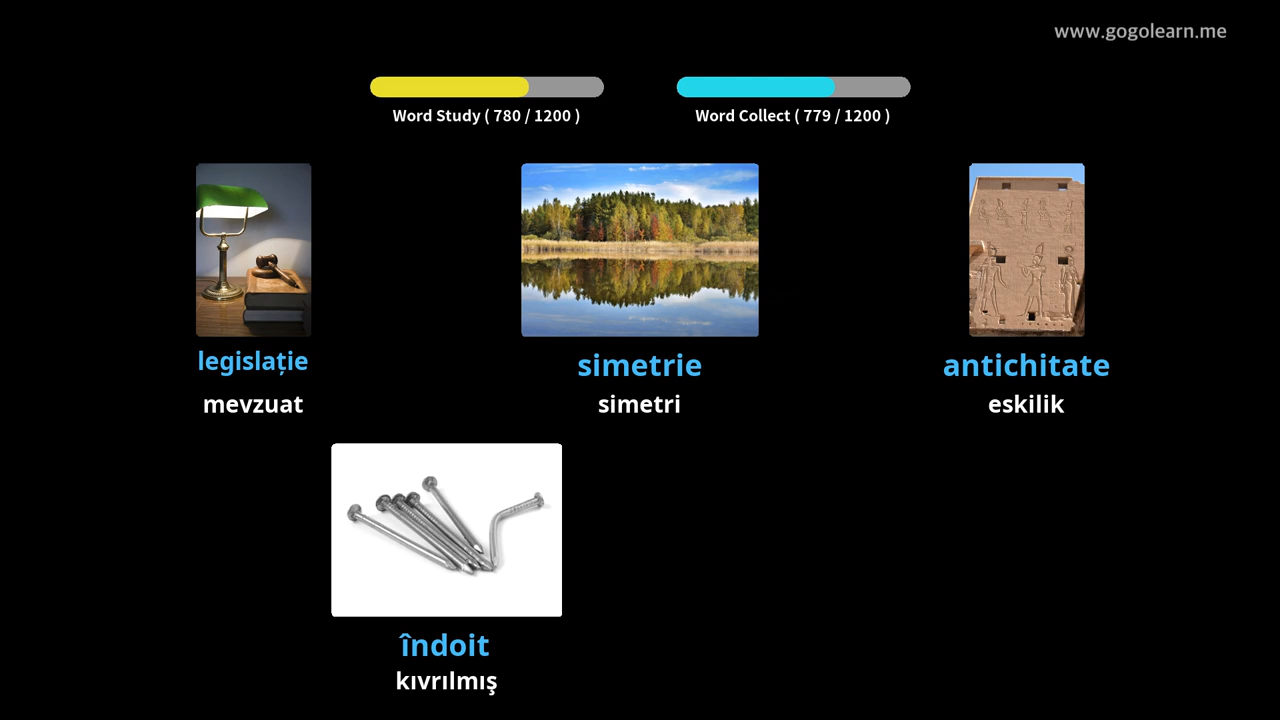 www.gogolearn.me
Word Study ( 780 / 1200 )
Word Collect ( 779 / 1200 )
legislație
mevzuat
simetrie
simetri
antichitate
eskilik
îndoit
kıvrılmış